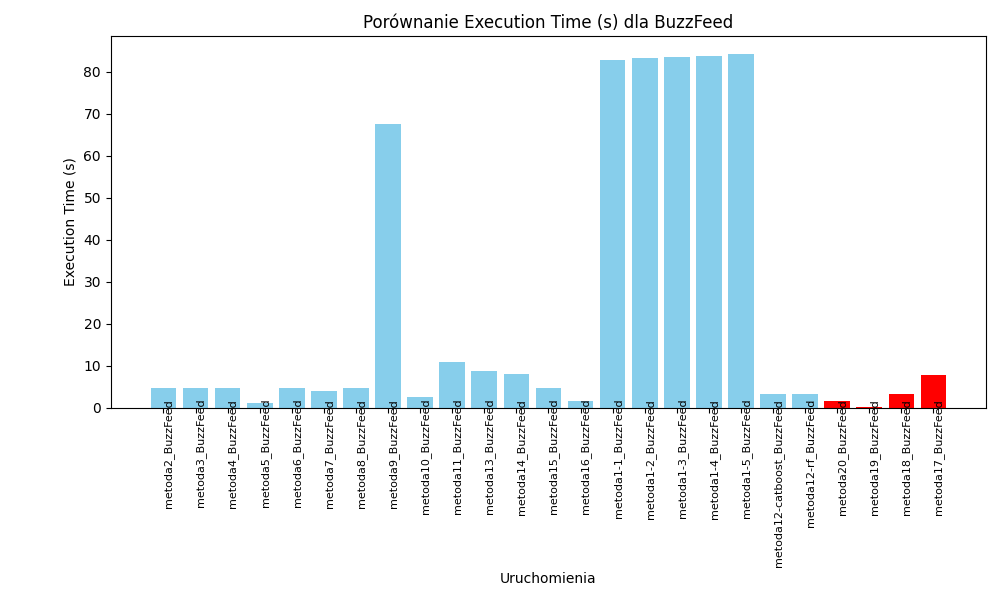 Porównanie Execution Time (s) dla BuzzFeed
Execution Time (s)
80
70
60
50
40
30
20
10
0
metoda2_BuzzFeed
metoda3_BuzzFeed
metoda4_BuzzFeed
metoda5_BuzzFeed
metoda6_BuzzFeed
metoda7_BuzzFeed
metoda8_BuzzFeed
metoda9_BuzzFeed
metoda10_BuzzFeed
metoda11_BuzzFeed
metoda13_BuzzFeed
metoda14_BuzzFeed
metoda15_BuzzFeed
metoda16_BuzzFeed
metoda1-1_BuzzFeed
metoda1-2_BuzzFeed
metoda1-3_BuzzFeed
metoda1-4_BuzzFeed
metoda1-5_BuzzFeed
metoda12-catboost_BuzzFeed
metoda12-rf_BuzzFeed
metoda20_BuzzFeed
metoda19_BuzzFeed
metoda18_BuzzFeed
metoda17_BuzzFeed
Uruchomienia